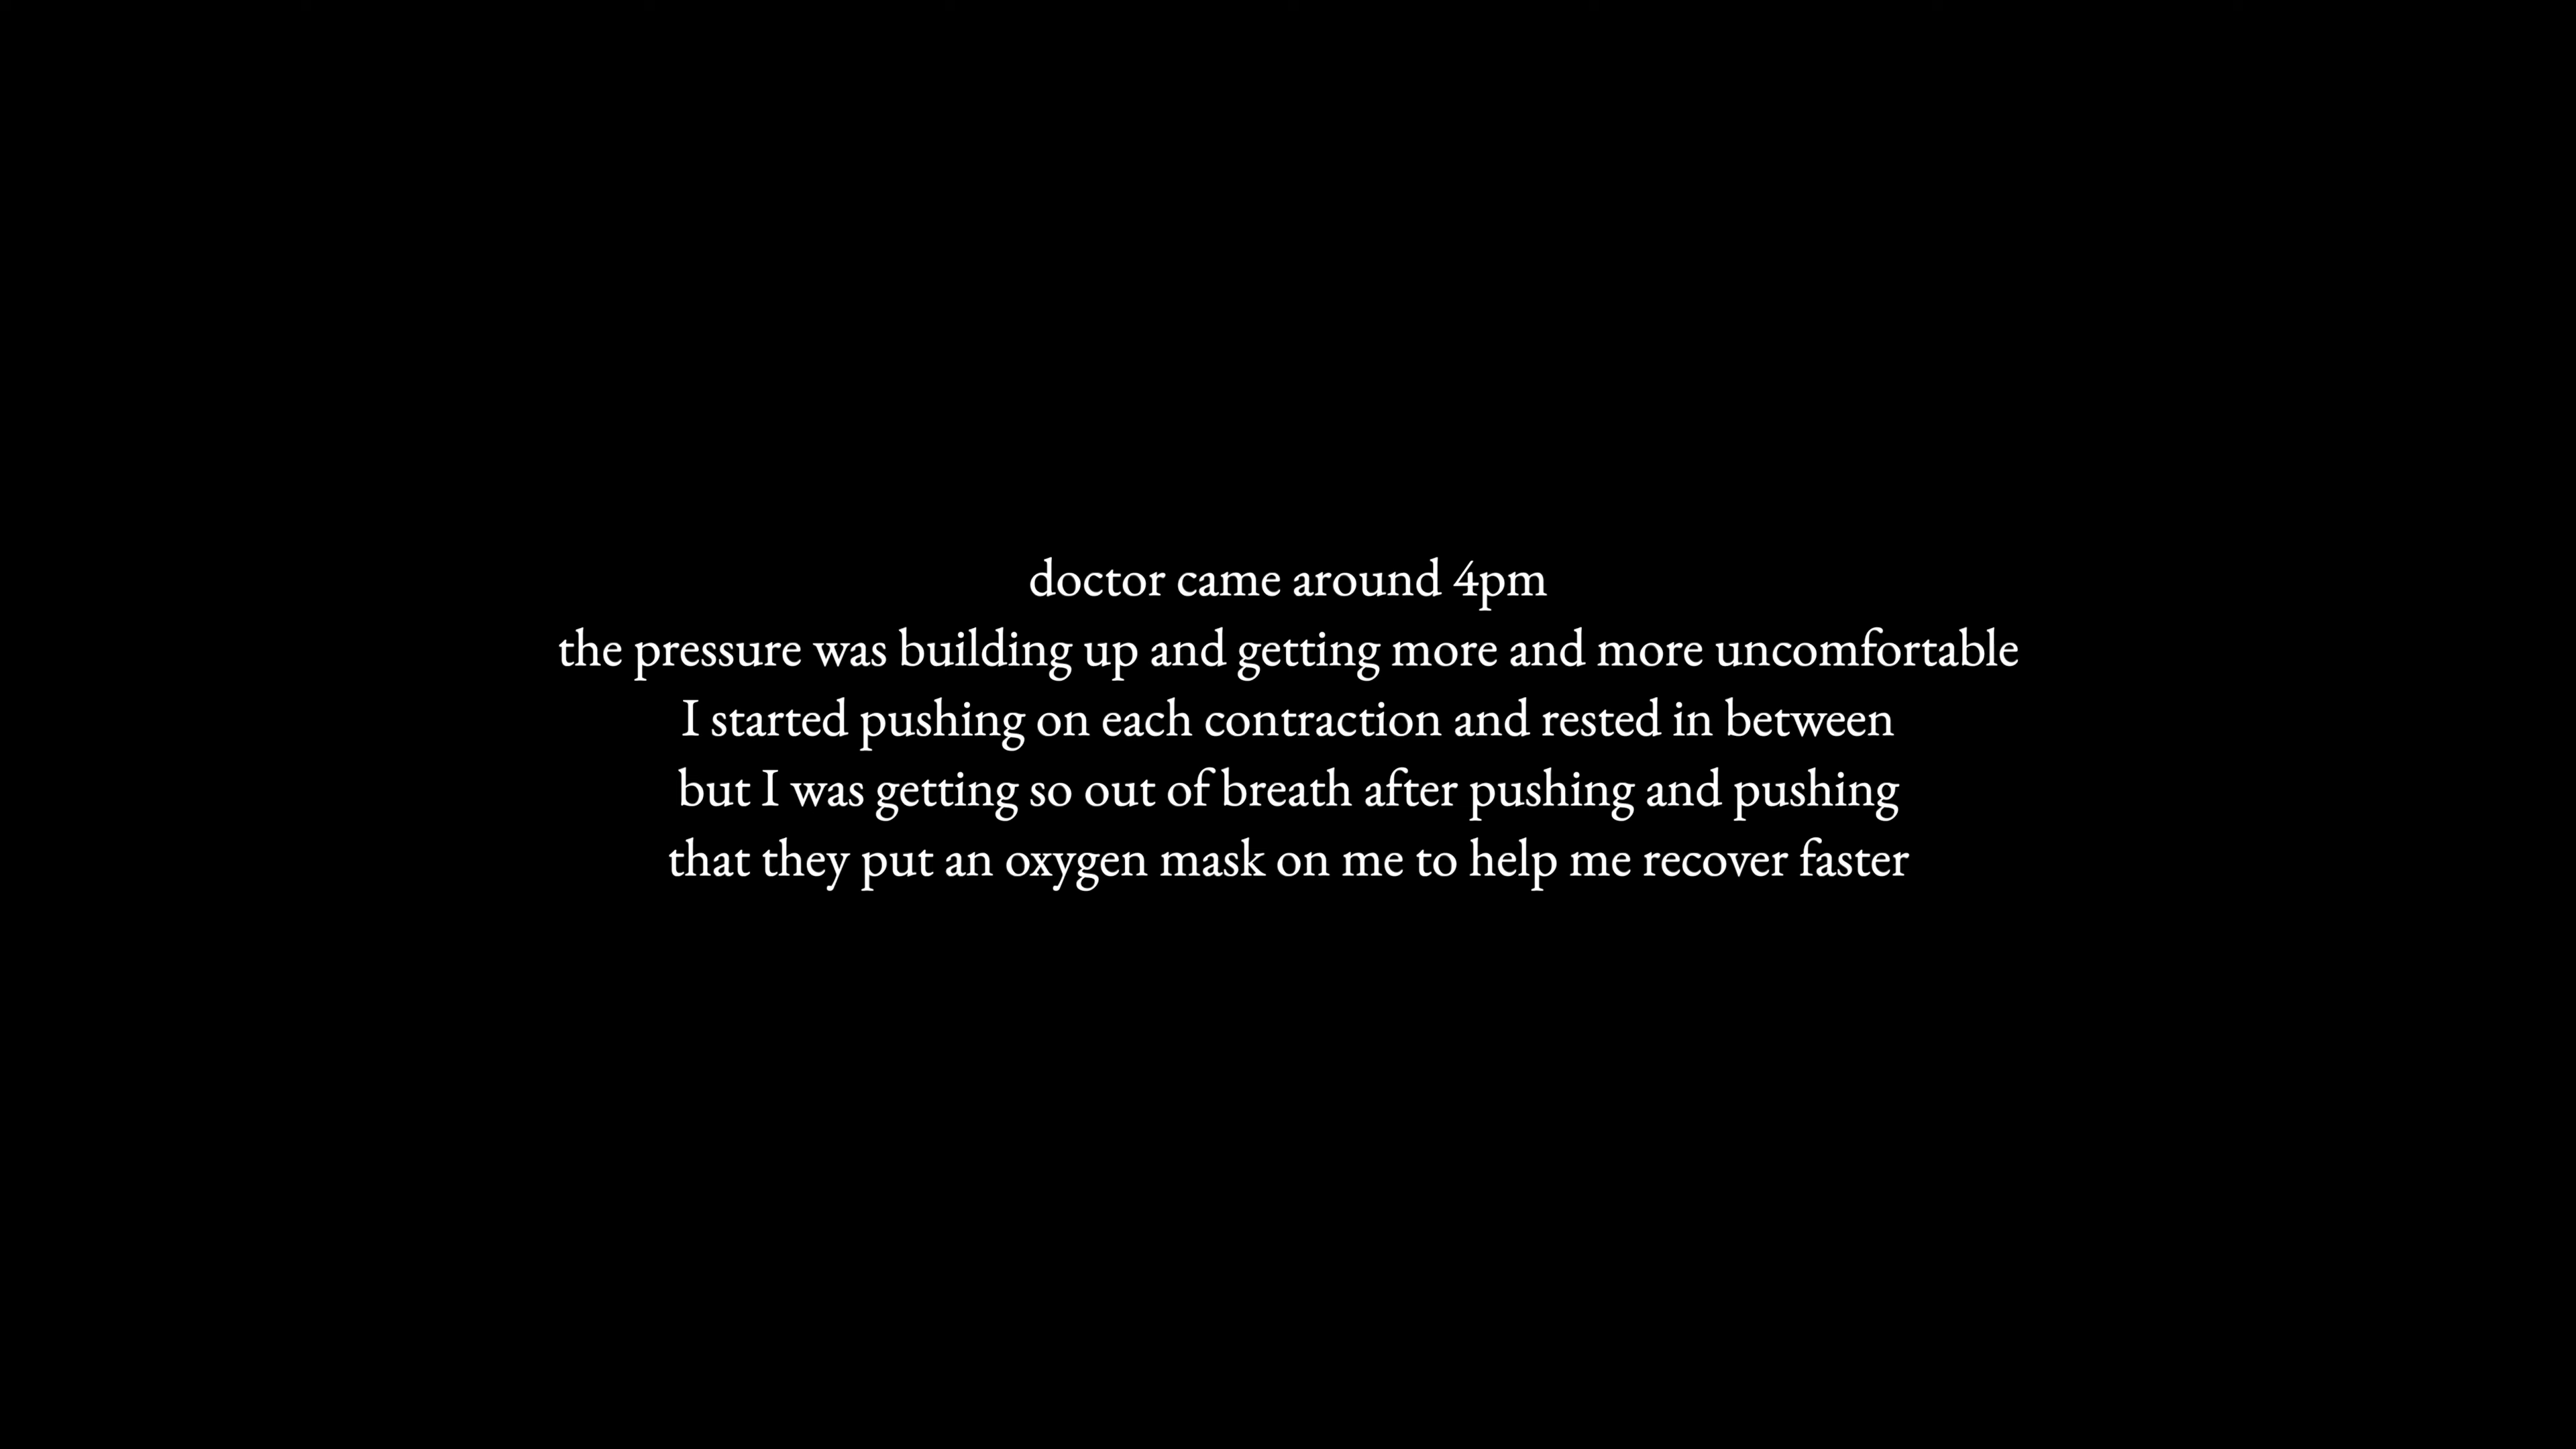 doctor came around 4pm
the pressure was building up and getting more and more uncomfortable
I started pushing on each contraction and rested in between
but I was getting so out of breath after pushing and pushing
that they put an oxygen mask on me to help me recover faster